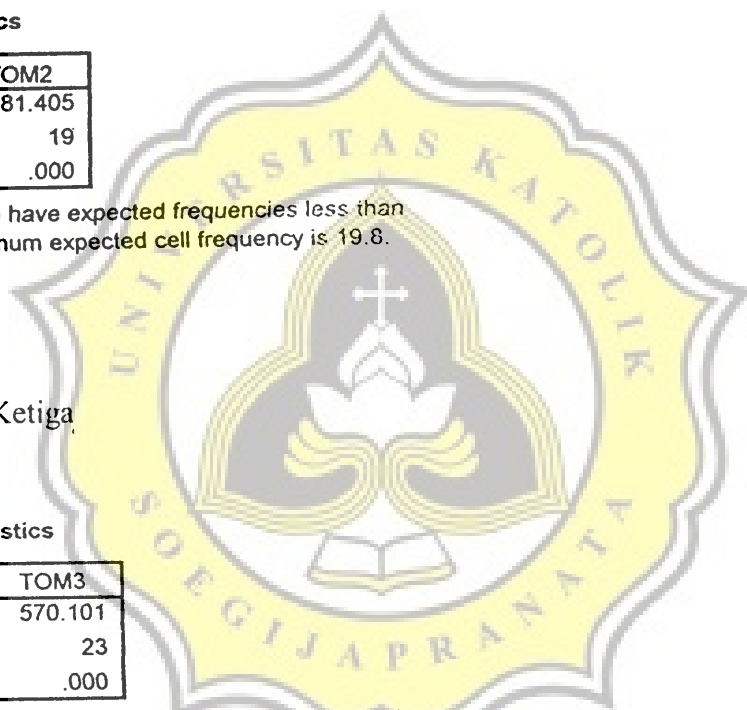 cs
TOM2
81.405
19
.000
have expected frequencies less than
num expected cell frequency is 19.8.
Ketiga
stics
TOM3
570.101
23
.000
UNIVERSITAS KATOLIK
SOEGIJAPRANATA